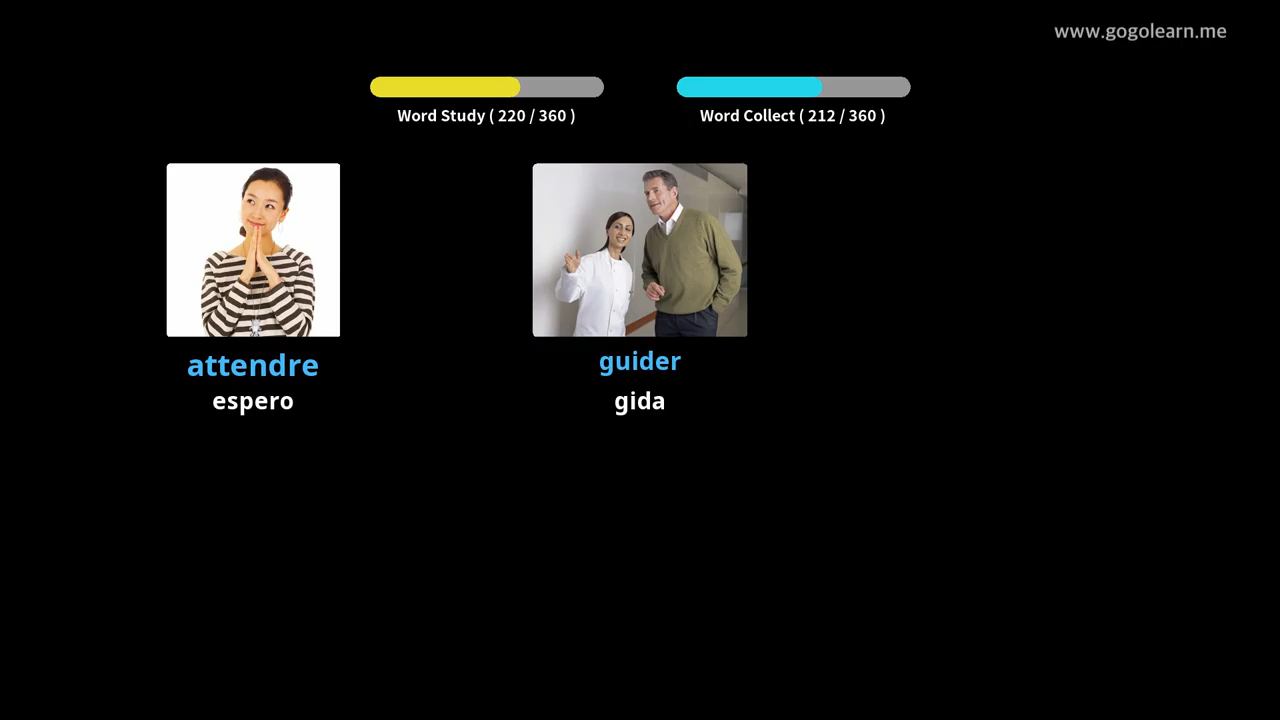 www.gogolearn.me
Word Study ( 220 / 360 )
Word Collect ( 212 / 360 )
attendre
espero
guider
gida